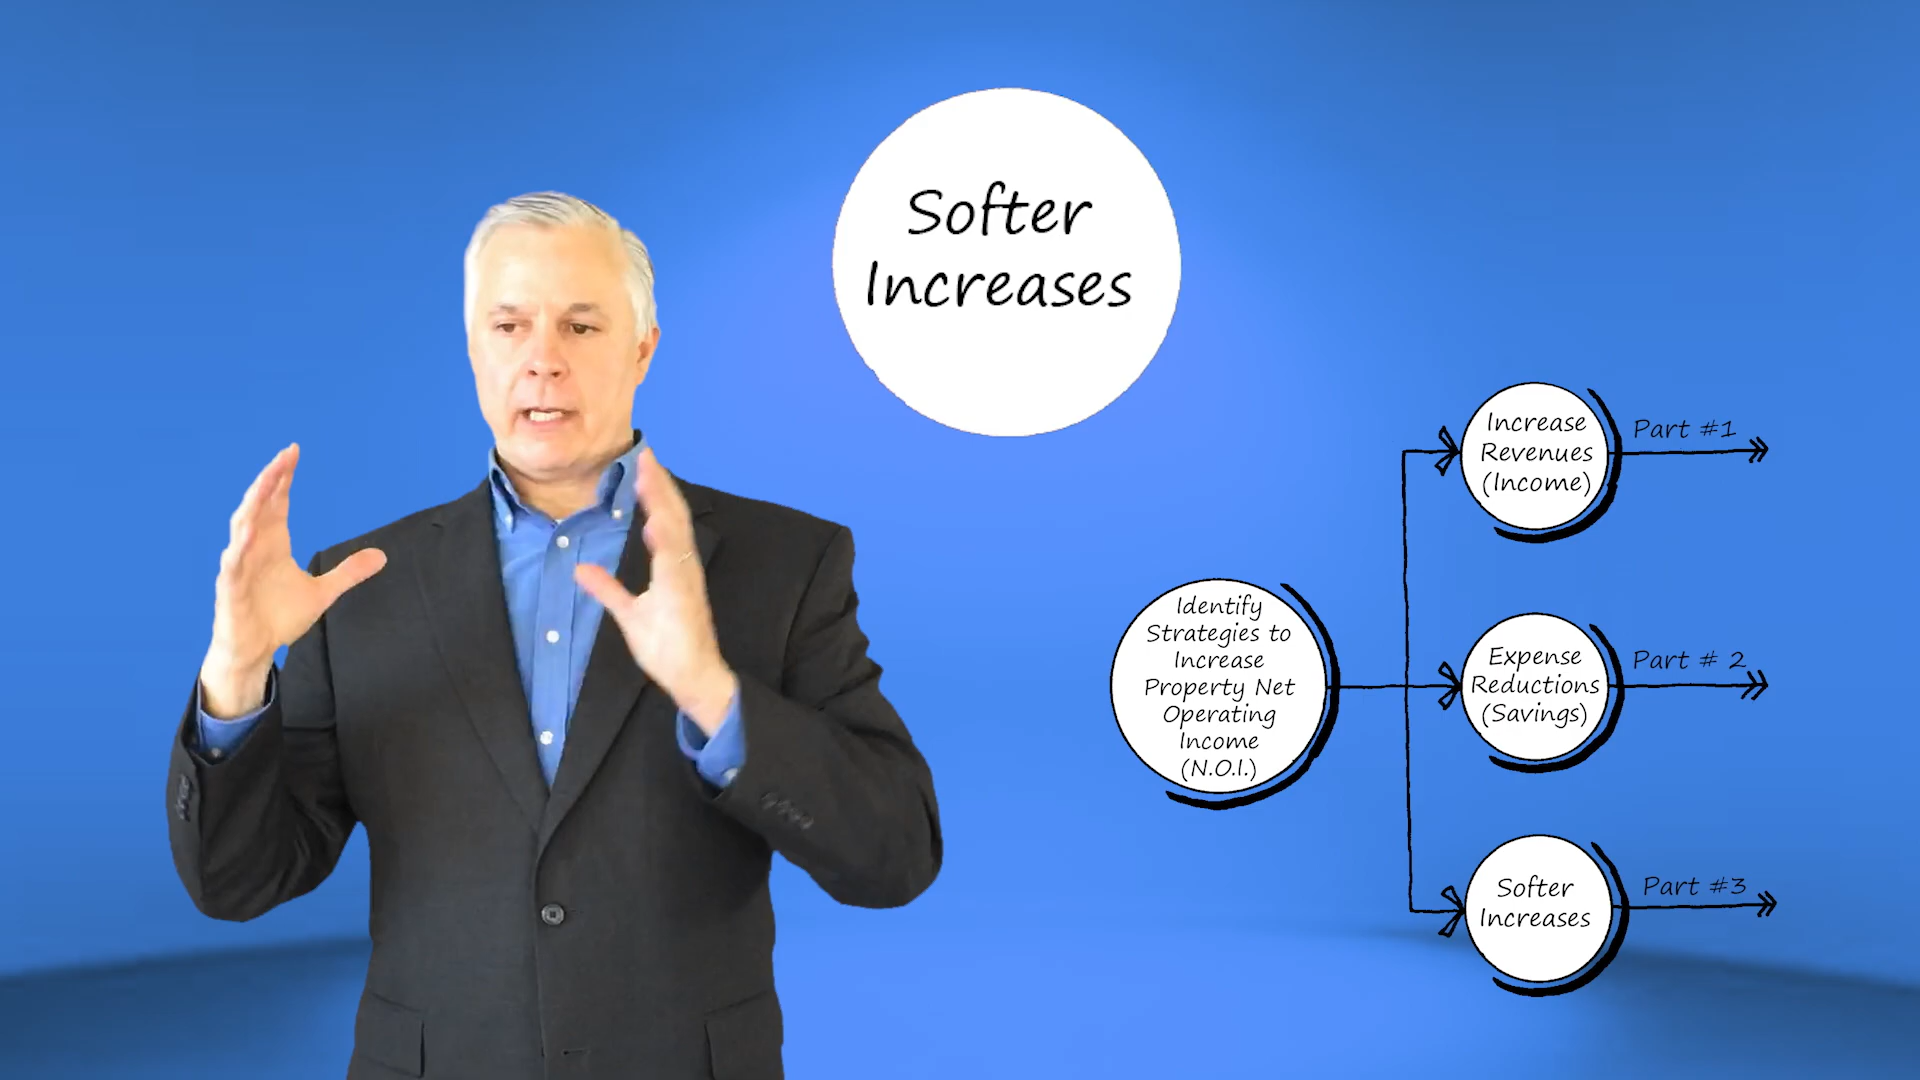 Softer
Increases
Identify
Strategies to
Increase
Property Net
Operating
Income
(N.O.I.)
Increase
Revenues
(Income)
Part #1
Expense
Reductions
(Savings)
Part # 2
Softer
Increases
Part #3